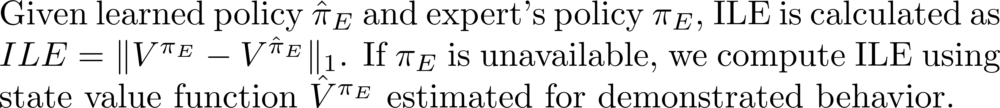 Given learned policy $\hat{\pi}_E$ and expert's policy $\pi_E$, ILE is calculated as
$ILE = \|V^{\pi_E} - V^{\hat{\pi}_E}\|_1$. If $\pi_E$ is unavailable, we compute ILE using
state value function $\hat{V}^{\pi_E}$ estimated for demonstrated behavior.